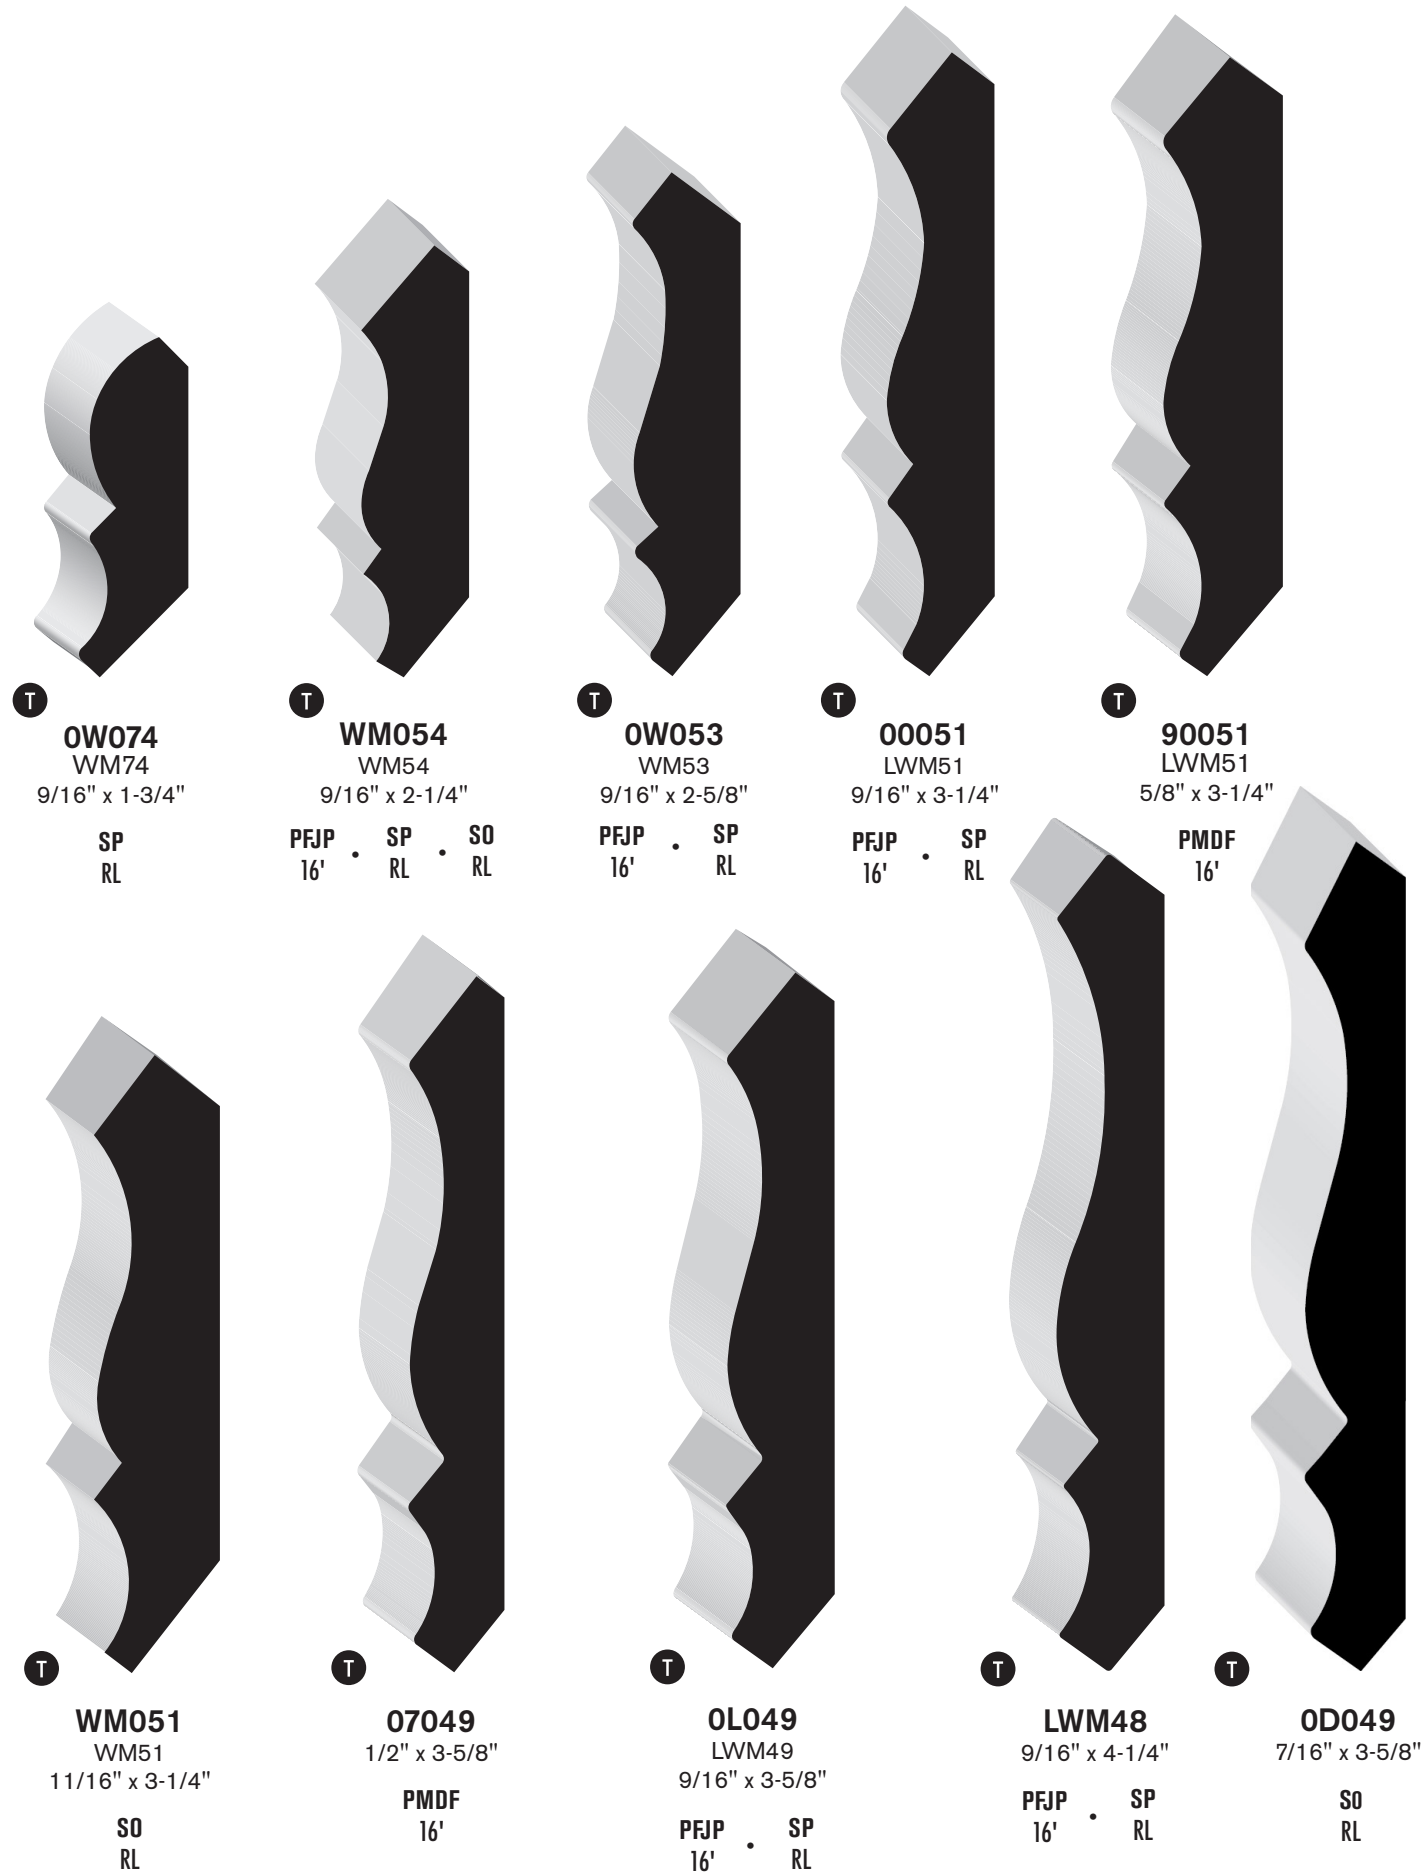 T
0W074
WM74
9/16" x 1-3/4"
SP
RL
T
WM054
WM54
9/16" x 2-1/4"
PFJP • SP • SO
16' RL RL
T
0W053
WM53
9/16" x 2-5/8"
PFJP • SP
16' RL
T
00051
LWM51
9/16" x 3-1/4"
PFJP • SP
16' RL
T
90051
LWM51
5/8" x 3-1/4"
PMDF
16'
T
WM051
WM51
11/16" x 3-1/4"
SO
RL
T
07049
1/2" x 3-5/8"
PMDF
16'
T
0L049
LWM49
9/16" x 3-5/8"
PFJP • SP
16' RL
T
LWM48
9/16" x 4-1/4"
PFJP • SP
16' RL
T
0D049
7/16" x 3-5/8"
SO
RL